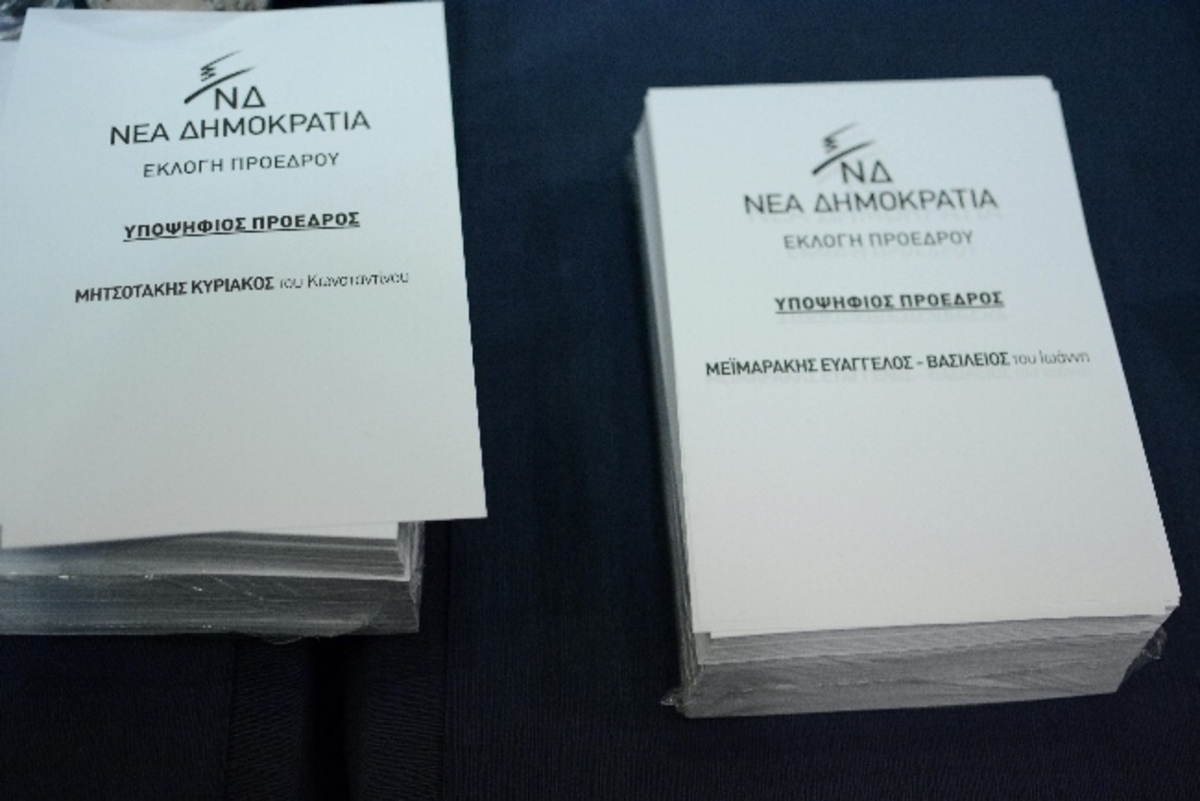 ΝΔ
ΝΕΑ ΔΗΜΟΚΡΑΤΙΑ
ΕΚΛΟΓΗ ΠΡΟΕΔΡΟΥ
ΥΠΟΨΗΦΙΟΣ ΠΡΟΕΔΡΟΣ
ΜΗΤΣΟΤΑΚΗΣ ΚΥΡΙΑΚΟΣ του Κωνσταντίνου
ΝΔ
ΝΕΑ ΔΗΜΟΚΡΑΤΙΑ
ΕΚΛΟΓΗ ΠΡΟΕΔΡΟΥ
ΥΠΟΨΗΦΙΟΣ ΠΡΟΕΔΡΟΣ
ΜΕΪΜΑΡΑΚΗΣ ΕΥΑΓΓΕΛΟΣ - ΒΑΣΙΛΕΙΟΣ του Ιωάννη